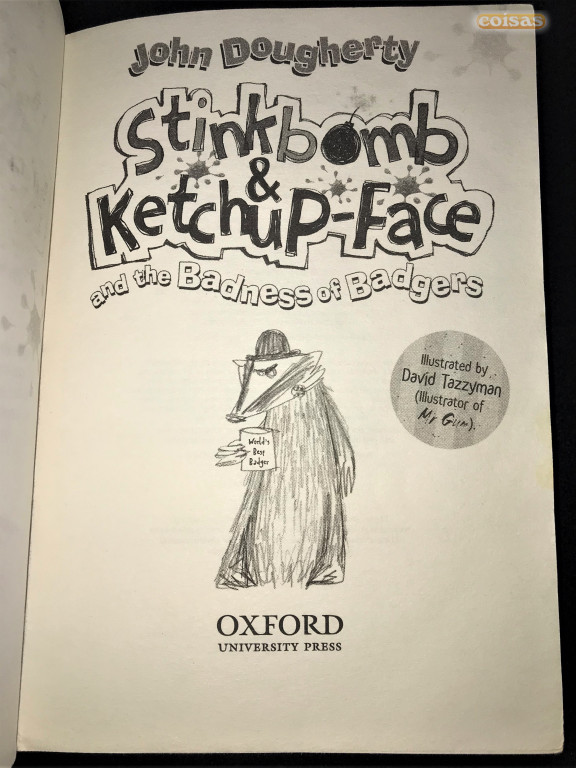 coisas
John Dougherty
Stinkbomb
&
Ketchup-Face
and the Badness of Badgers
Illustrated by
David Tazzyman
(Illustrator of
Mr Gum).
World's
Best
Badger
OXFORD
UNIVERSITY PRESS